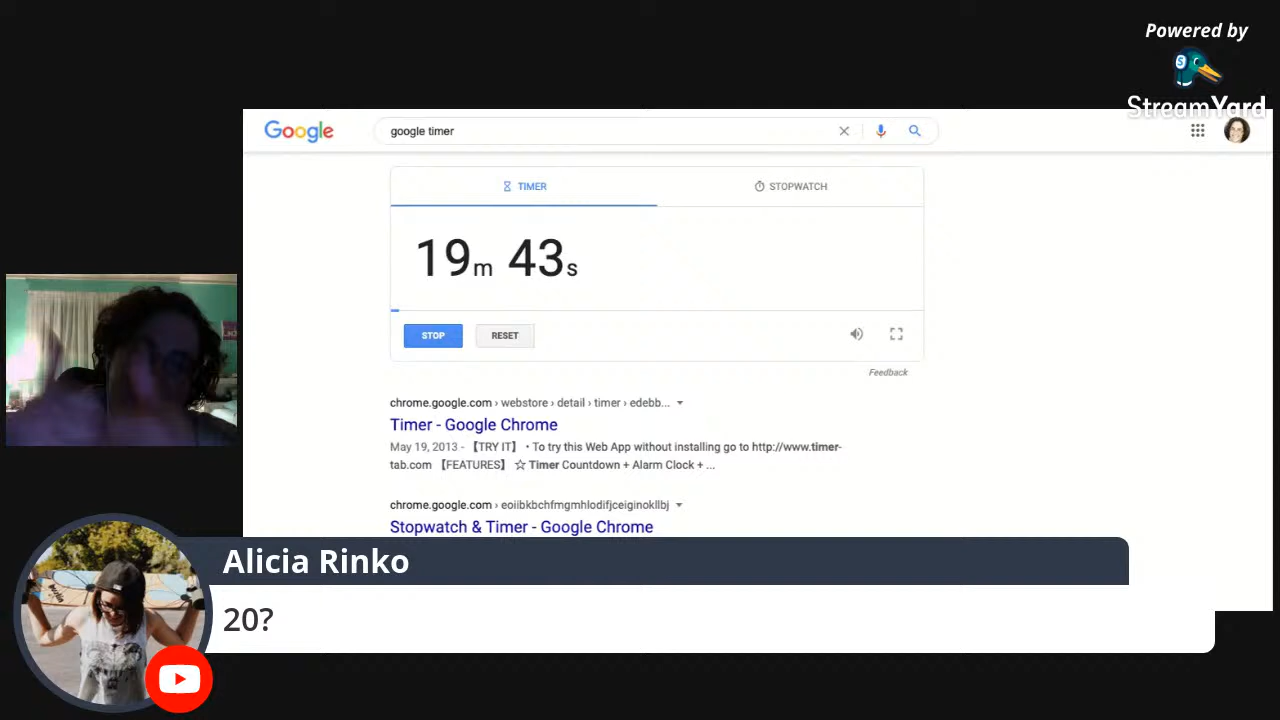 Powered by
StreamYard
Google
google timer
TIMER
STOPWATCH
19m 43s
STOP
RESET
Feedback
chrome.google.com › webstore › detail › timer › edebb...
Timer - Google Chrome
May 19, 2013 - 【TRY IT】 • To try this Web App without installing go to http://www.timer-
tab.com 【FEATURES】 ☆ Timer Countdown + Alarm Clock + ...
chrome.google.com › eoiibkbchfmgmhlodifjceiginokllbj
Stopwatch & Timer - Google Chrome
Alicia Rinko
20?